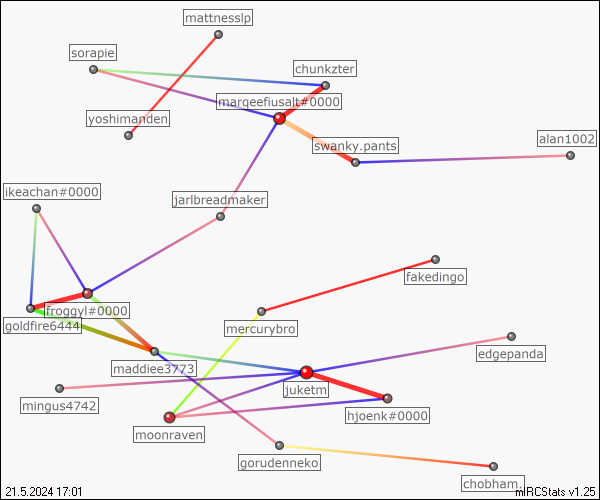 mattnesslp
sorapie
chunkzter
marqeefiusalt#0000
yoshimanden
alan1002
swanky.pants
ikeachan#0000
jarlbreadmaker
fakedingo
froggyl#0000
goldfire6444
mercurybro
edgepanda
maddiee3773
juketm
mingus4742
hjoenk#0000
moonraven
gorudenneko
chobham.
21.5.2024 17:01
mIRCStats v1.25